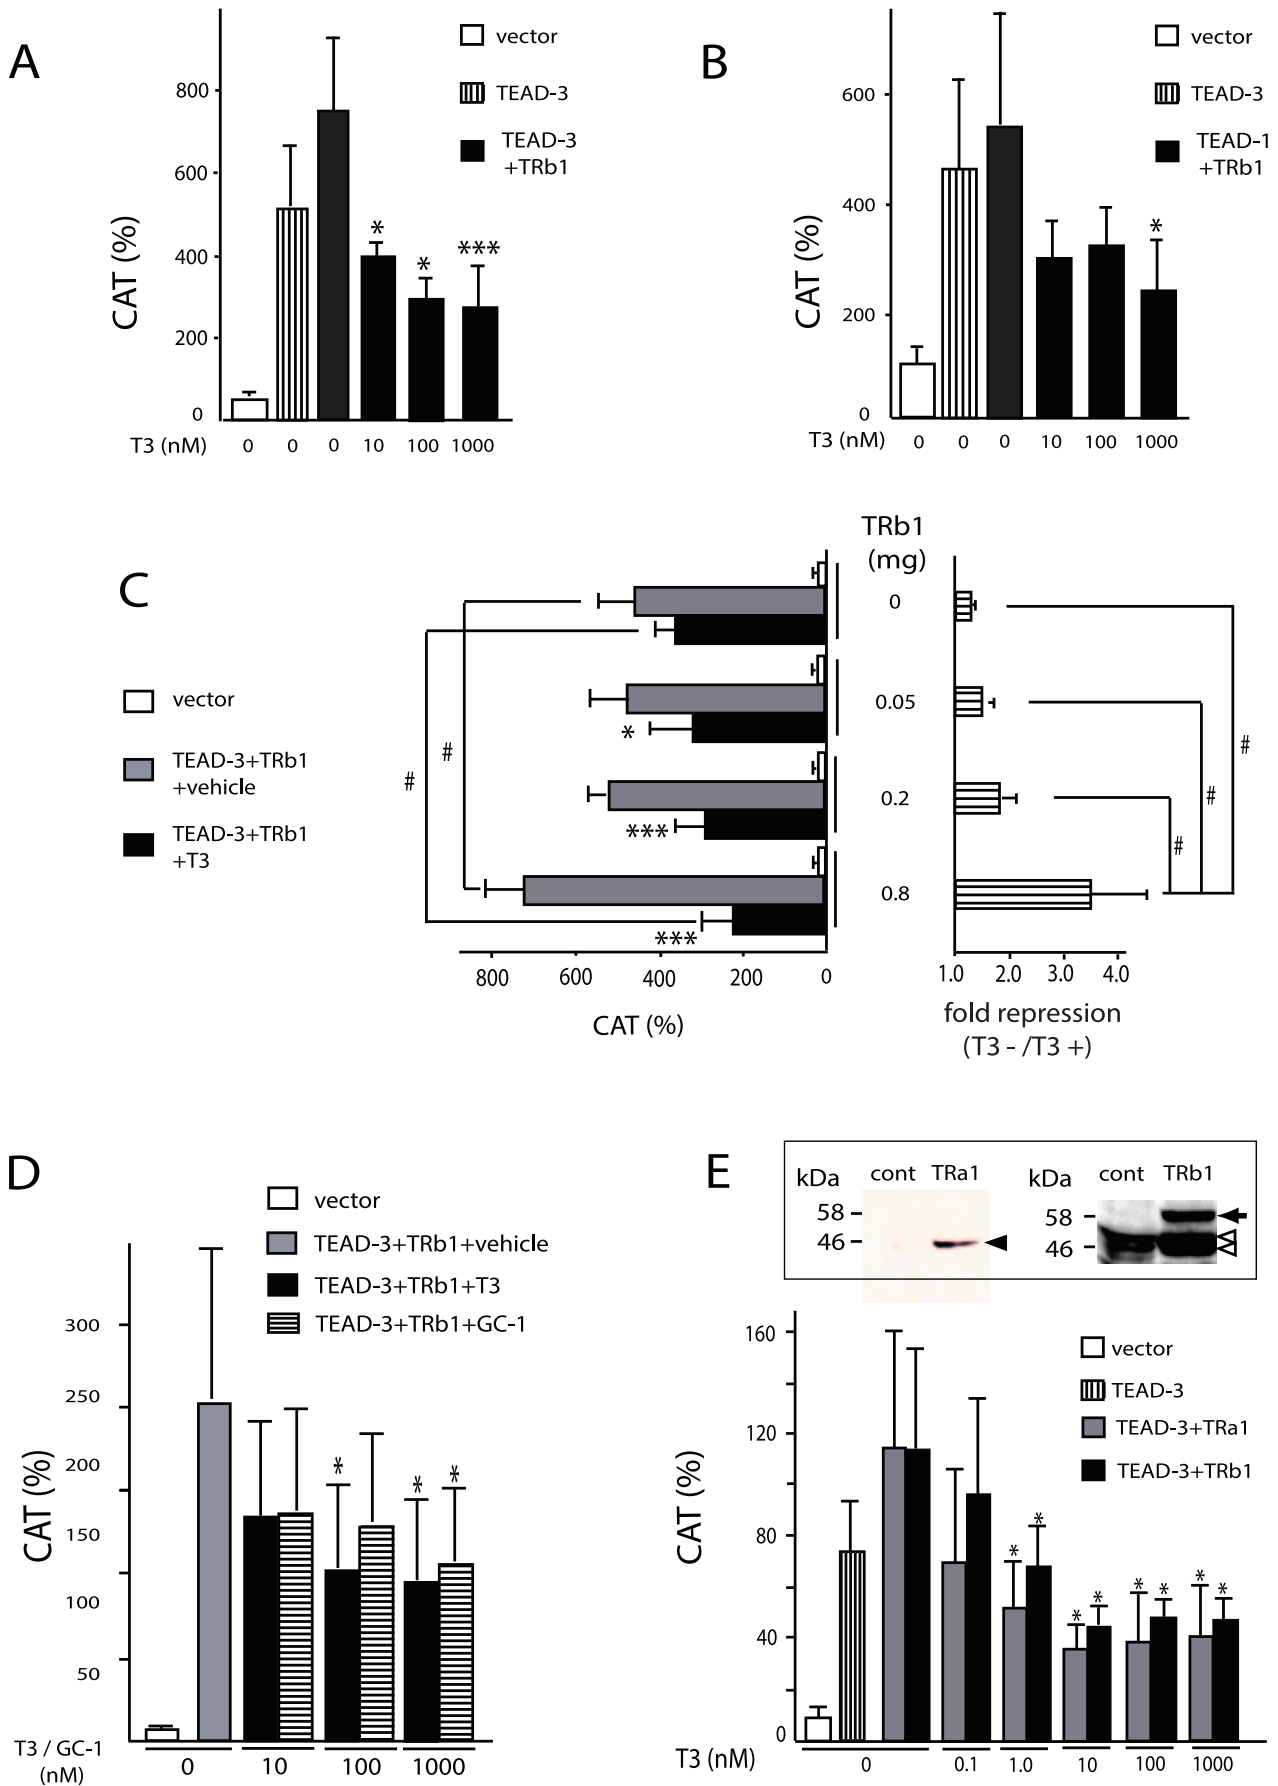 A
800
600
400
200
0
CAT (%)
vector
TEAD-3
TEAD-3
+TRb1
*
*
***
T3 (nM)
0 0 0 10 100 1000
B
600
400
200
0
CAT (%)
vector
TEAD-3
TEAD-1
+TRb1
*
T3 (nM)
0 0 0 10 100 1000
C
vector
TEAD-3+TRb1
+vehicle
TEAD-3+TRb1
+T3
#
#
*
***
***
800 600 400 200 0
CAT (%)
TRb1
(mg)
0
0.05
0.2
0.8
#
#
#
1.0 2.0 3.0 4.0
fold repression
(T3 - /T3 +)
D
vector
TEAD-3+TRb1+vehicle
TEAD-3+TRb1+T3
TEAD-3+TRb1+GC-1
300
250
200
150
100
50
CAT (%)
*
*
*
T3 / GC-1
(nM)
0 10 100 1000
E
kDa cont TRa1
58
46
kDa cont TRb1
58
46
160
120
80
40
0
CAT (%)
vector
TEAD-3
TEAD-3+TRa1
TEAD-3+TRb1
* *
* *
* *
* *
T3 (nM)
0 0.1 1.0 10 100 1000